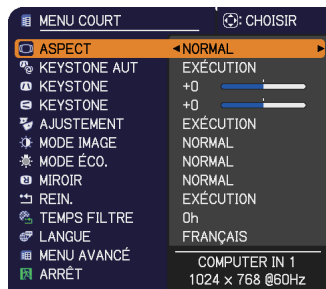 MENU COURT : CHOISIR
ASPECT NORMAL
KEYSTONE AUT EXÉCUTION
KEYSTONE +0
KEYSTONE +0
AJUSTEMENT EXÉCUTION
MODE IMAGE NORMAL
MODE ÉCO. NORMAL
MIROIR NORMAL
REIN. EXÉCUTION
TEMPS FILTRE 0h
LANGUE FRANÇAIS
MENU AVANCÉ COMPUTER IN 1
ARRÊT 1024 x 768 @60Hz